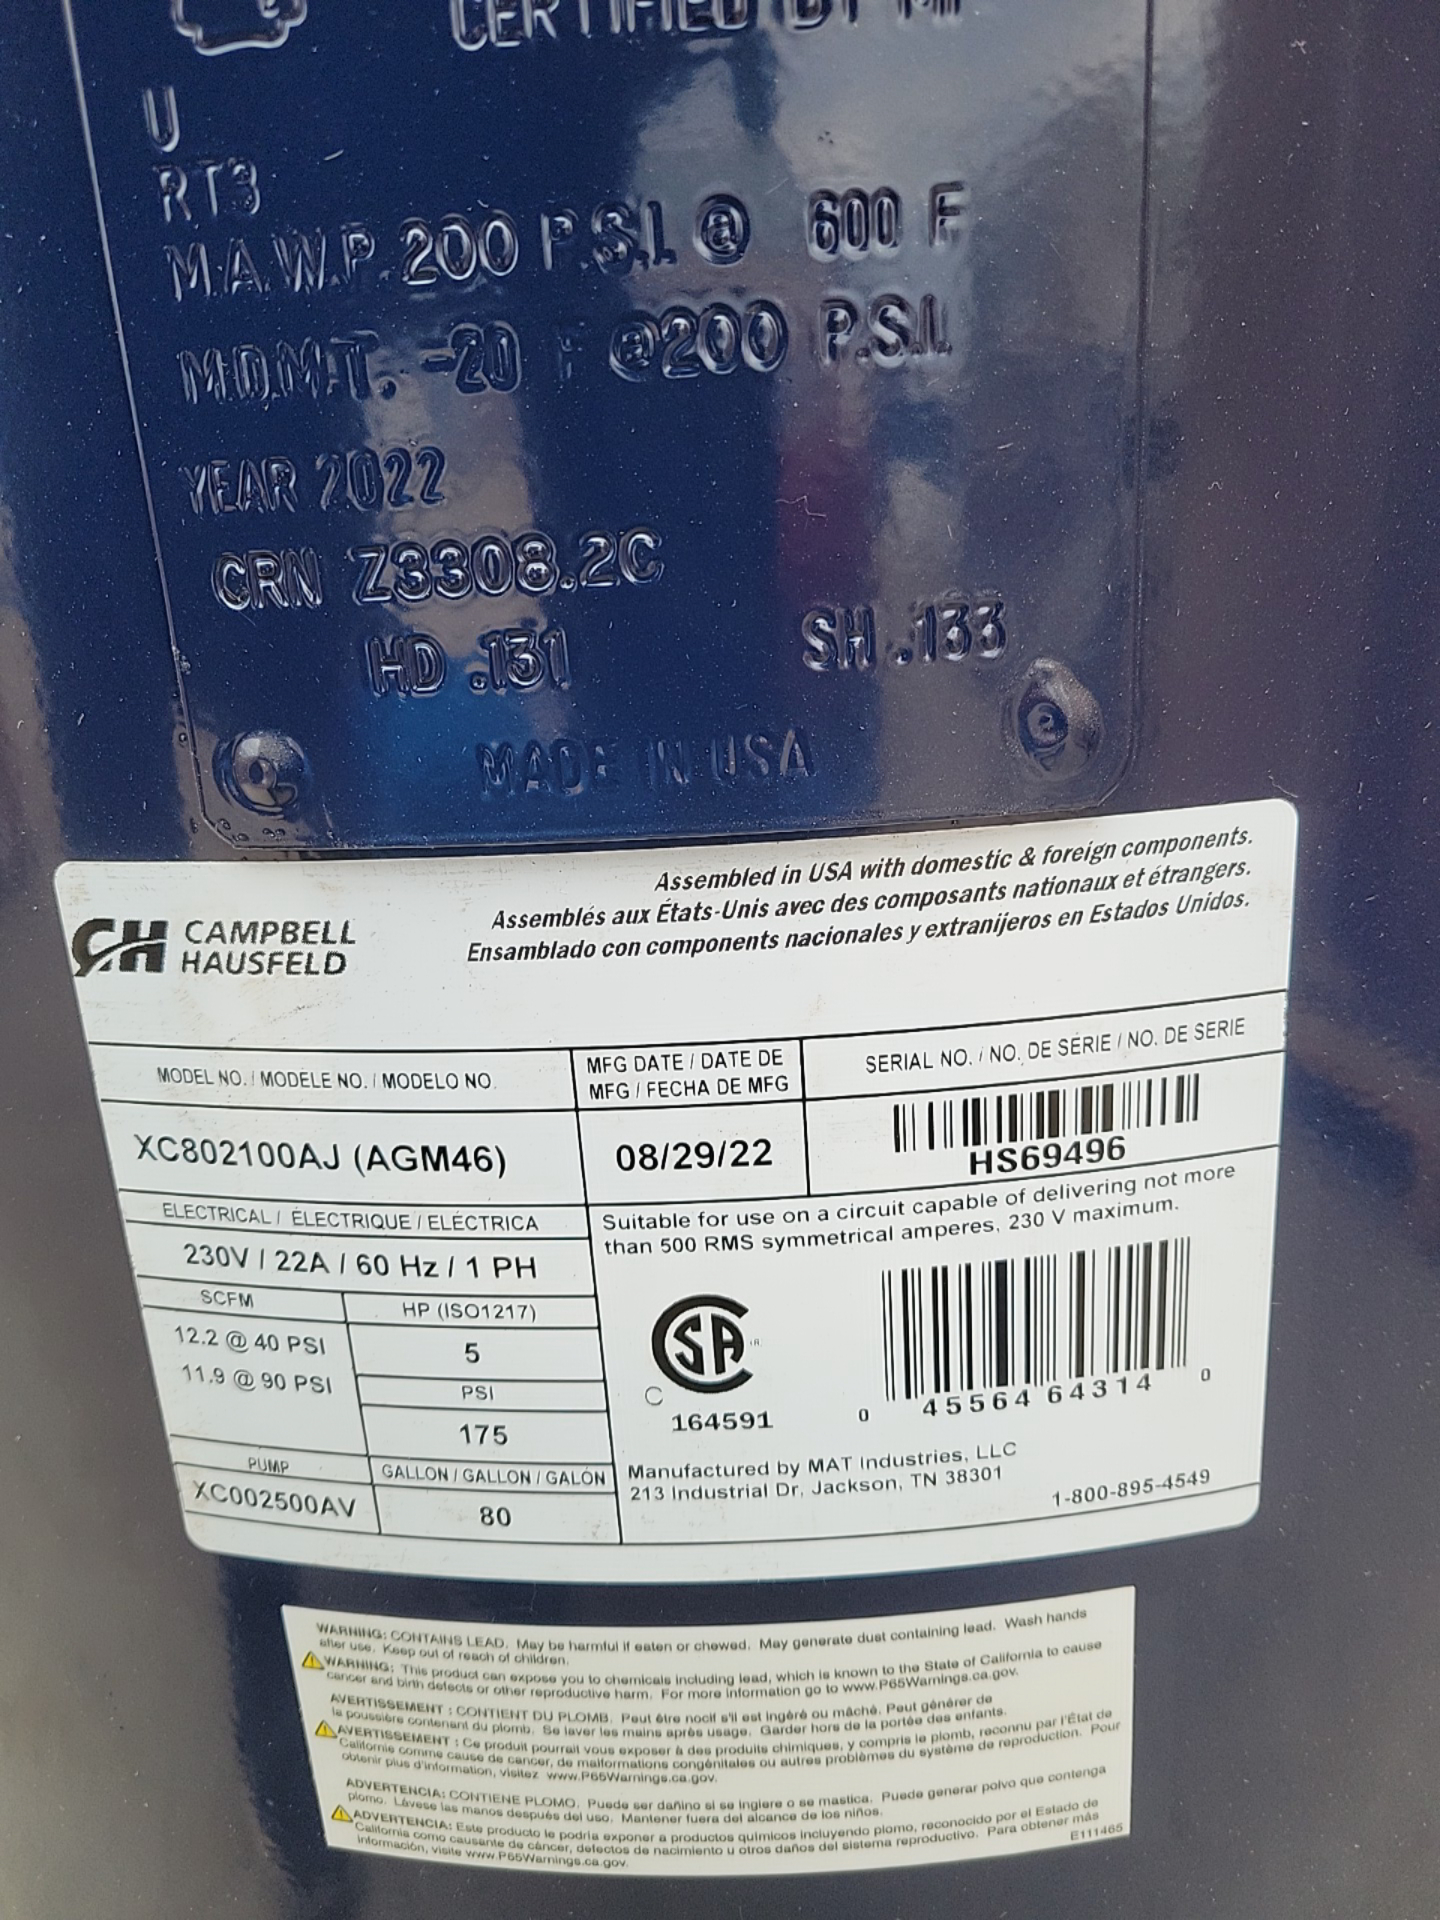 CERTIFIED BY
U
RT3
M.A.W.P. 200 P.S.I. @ 600 F
M.D.M.T. -20 F @200 P.S.I.
YEAR 2022
CRN Z3308.2C
HD .131 SH .133
MADE IN USA
Assembled in USA with domestic & foreign components.
Assemblés aux États-Unis avec des composants nationaux et étrangers.
Ensamblado con components nacionales y extranijeros en Estados Unidos.
CH CAMPBELL
HAUSFELD
MODEL NO. / MODÈLE NO. / MODELO NO.
XC802100AJ (AGM46)
MFG DATE / DATE DE
MFG / FECHA DE MFG
08/29/22
SERIAL NO. / NO. DE SÉRIE / NO. DE SERIE
HS69496
ELECTRICAL / ÉLECTRIQUE / ELÉCTRICA
230V / 22A / 60 Hz / 1 PH
SCFM
12.2 @ 40 PSI
11.9 @ 90 PSI
HP (ISO1217)
5
PSI
175
PUMP
XC002500AV
GALLON / GALLON / GALÓN
80
Suitable for use on a circuit capable of delivering not more
than 500 RMS symmetrical amperes, 230 V maximum.
SA
C
164591
0 45564 64314 0
Manufactured by MAT Industries, LLC
213 Industrial Dr, Jackson, TN 38301
1-800-895-4549
WARNING: CONTAINS LEAD. May be harmful if eaten or chewed. May generate dust containing lead. Wash hands
after use. Keep out of reach of children.
WARNING: This product can expose you to chemicals including lead, which is known to the State of California to cause
cancer and birth defects or other reproductive harm. For more information go to www.P65Warnings.ca.gov.
AVERTISSEMENT : CONTIENT DU PLOMB. Peut être nocif s'il est ingéré ou mâché. Peut générer de
la poussière contenant du plomb. Se laver les mains après usage. Garder hors de la portée des enfants.
AVERTISSEMENT : Ce produit pourrait vous exposer à des produits chimiques, y compris le plomb, reconnu par l'État de
Californie comme cause de cancer, de malformations congénitales ou autres problèmes du système de reproduction. Pour
obtenir plus d'information, visitez www.P65Warnings.ca.gov.
ADVERTENCIA: CONTIENE PLOMO. Puede ser dañino si se ingiere o se mastica. Puede generar polvo que contenga
plomo. Lávese las manos después del uso. Mantener fuera del alcance de los niños.
ADVERTENCIA: Este producto le podría exponer a productos químicos incluyendo plomo, reconocido por el Estado de
California como causante de cáncer, defectos de nacimiento u otros daños del sistema reproductivo. Para obtener más
información, visite www.P65Warnings.ca.gov.
E111465